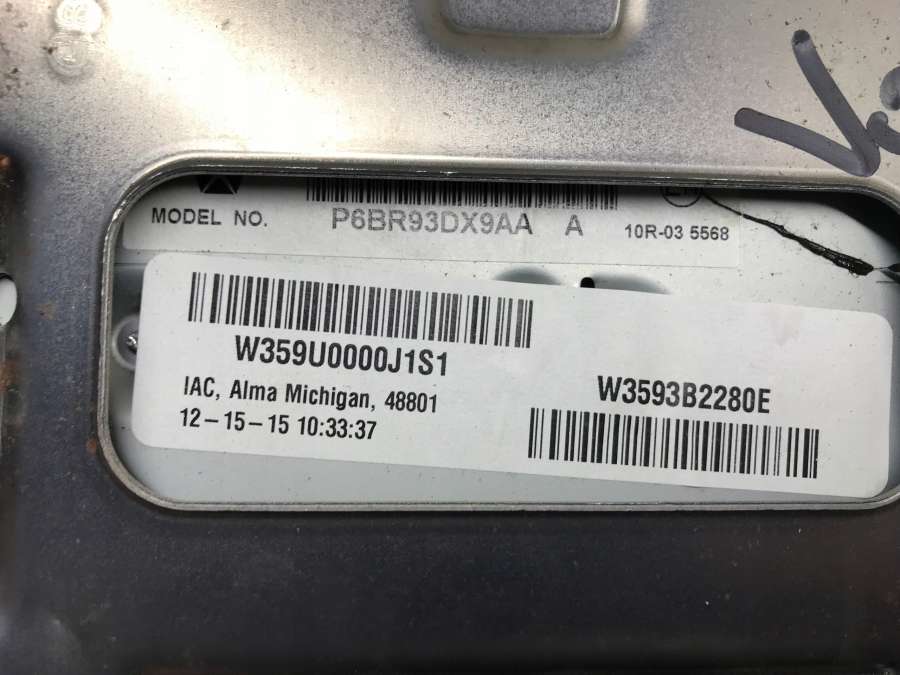 MODEL NO. P6BR93DX9AA A 10R-03 5568
W359U0000J1S1
IAC, Alma Michigan, 48801
12-15-15 10:33:37
W3593B2280E